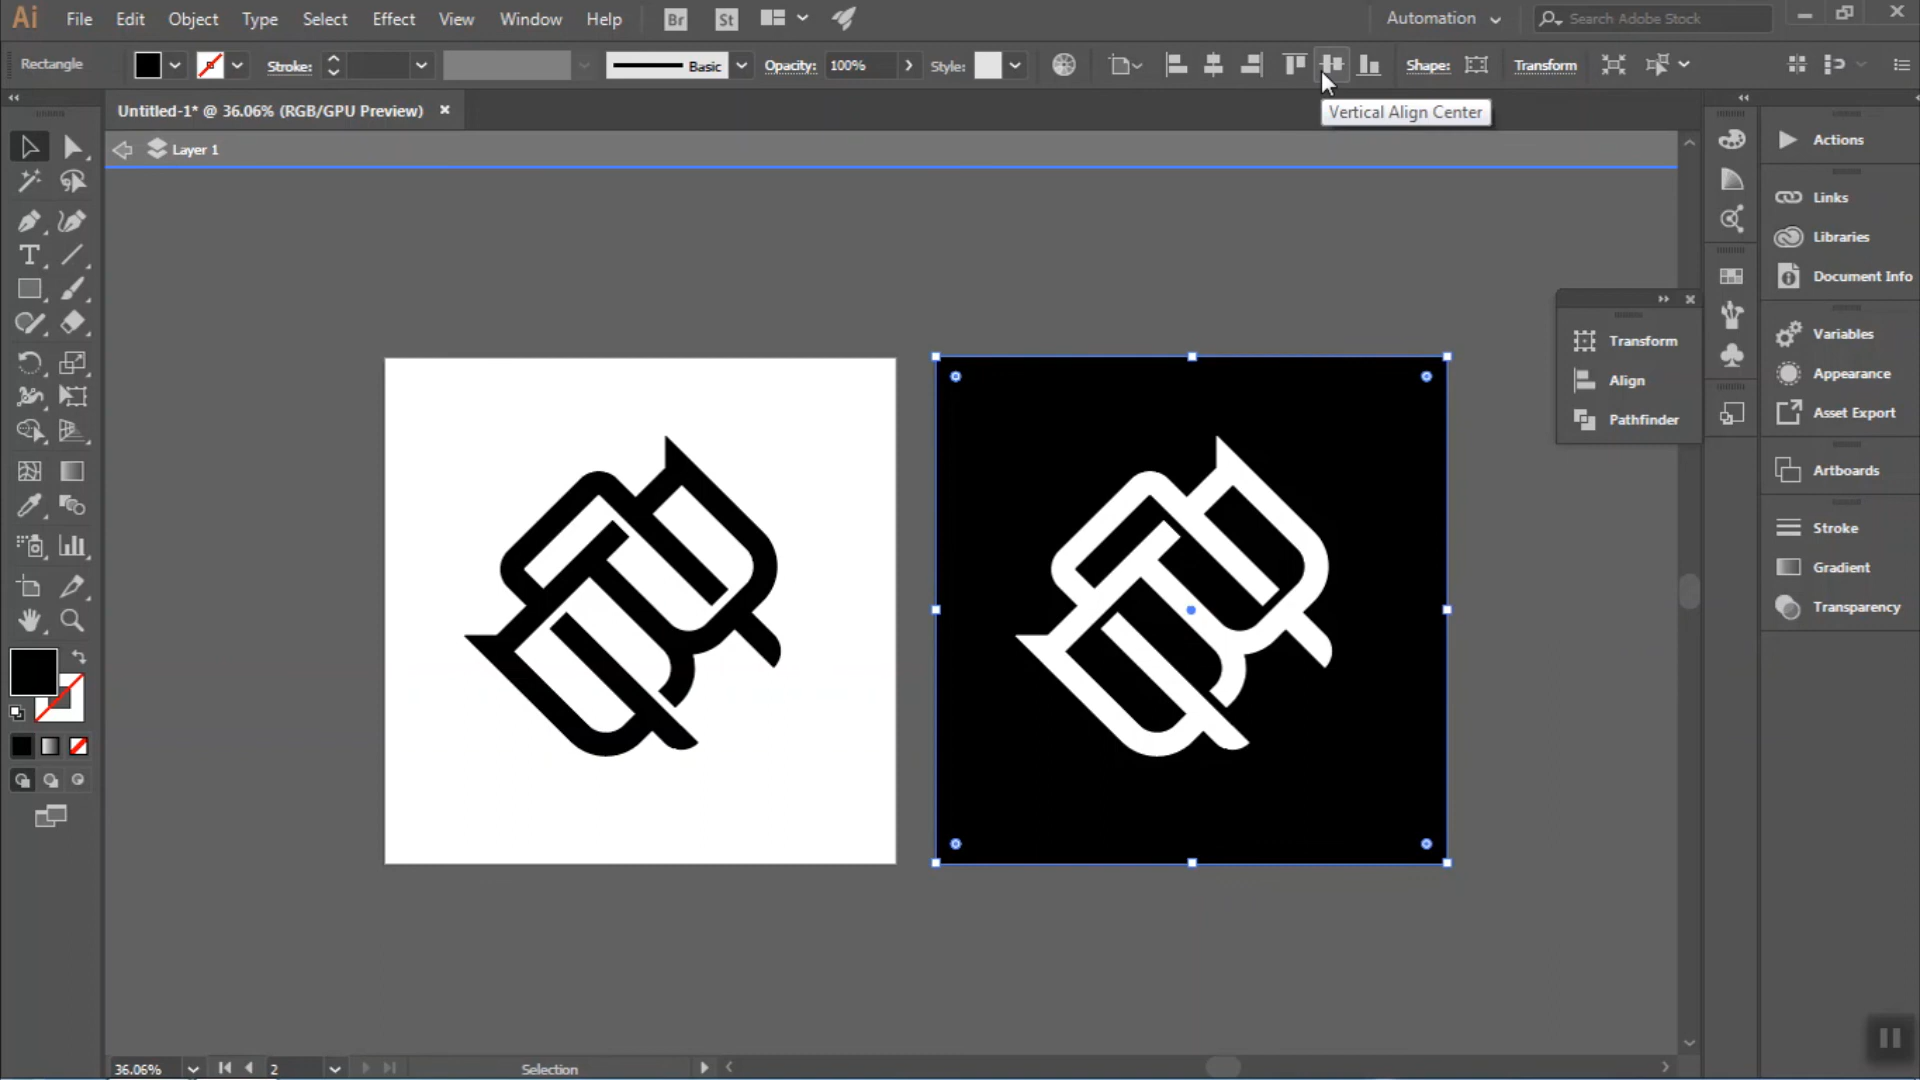 Ai File Edit Object Type Select Effect View Window Help Br St Automation Search Adobe Stock
Rectangle Stroke: Basic Opacity: 100% Style: Shape: Transform
Vertical Align Center
Untitled-1* @ 36.06% (RGB/GPU Preview)
Layer 1
Actions
Links
Libraries
Document Info
Variables
Appearance
Asset Export
Artboards
Stroke
Gradient
Transparency
Transform
Align
Pathfinder
36.06% 2 Selection